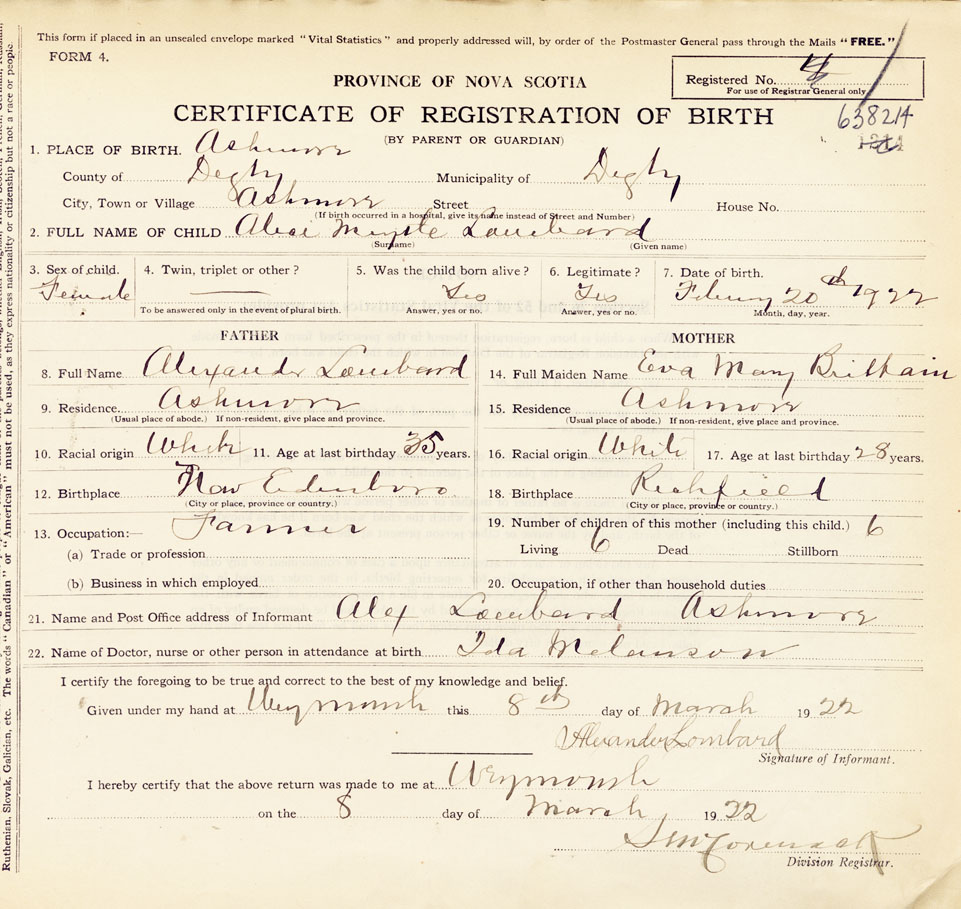 This form if placed in an unsealed envelope marked "Vital Statistics" and properly addressed will, by order of the Postmaster General pass through the Mails "FREE."
FORM 4.
PROVINCE OF NOVA SCOTIA
Registered No. 4
For use of Registrar General only
CERTIFICATE OF REGISTRATION OF BIRTH
638214
(BY PARENT OR GUARDIAN)
1. PLACE OF BIRTH. Ashmore
County of Digby Municipality of Digby
City, Town or Village Ashmore Street House No.
(If birth occurred in a hospital, give its name instead of Street and Number)
2. FULL NAME OF CHILD Alice Myrtle Lombard
(Surname) (Given name)
3. Sex of child. 4. Twin, triplet or other? 5. Was the child born alive? 6. Legitimate? 7. Date of birth.
Female Yes Yes 20th 1922
To be answered only in the event of plural birth. Answer, yes or no. Answer, yes or no. Month, day, year.
FATHER MOTHER
8. Full Name Alexander Lombard 14. Full Maiden Name Eva Mary Brittain
9. Residence Ashmore 15. Residence Ashmore
(Usual place of abode.) If non-resident, give place and province. (Usual place of abode.) If non-resident, give place and province.
10. Racial origin White 11. Age at last birthday 35 years. 16. Racial origin White 17. Age at last birthday 28 years.
12. Birthplace New Edinboro 18. Birthplace Richfield
(City or place, province or country.) (City or place, province or country.)
13. Occupation:— Farmer 19. Number of children of this mother (including this child.) 6
(a) Trade or profession Living 6 Dead Stillborn
(b) Business in which employed 20. Occupation, if other than household duties
21. Name and Post Office address of Informant Alex Lombard Ashmore
22. Name of Doctor, nurse or other person in attendance at birth Ida Melanson
I certify the foregoing to be true and correct to the best of my knowledge and belief.
Given under my hand at Weymouth this 8th day of March 1922
Alexander Lombard
Signature of Informant.
I hereby certify that the above return was made to me at Weymouth
on the 8 day of March 1922
Division Registrar.
Ruthenian, Slovak, Galician, etc. The words "Canadian" or "American" must not be used, as they express nationality or citizenship but not a race or people.